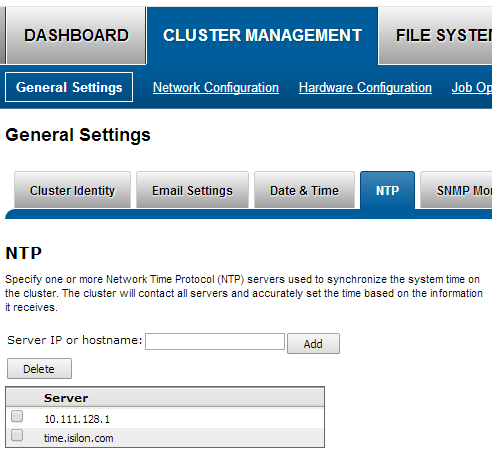 DASHBOARD CLUSTER MANAGEMENT FILE
General Settings Network Configuration Hardware Configuration Job
General Settings
Cluster Identity Email Settings Date & Time NTP SNMP
NTP
Specify one or more Network Time Protocol (NTP) servers used to synchronize the system time on
the cluster. The cluster will contact all servers and accurately set the time based on the information
it receives.
Server IP or hostname: Add
Delete
Server
10.111.128.1
time.isilon.com